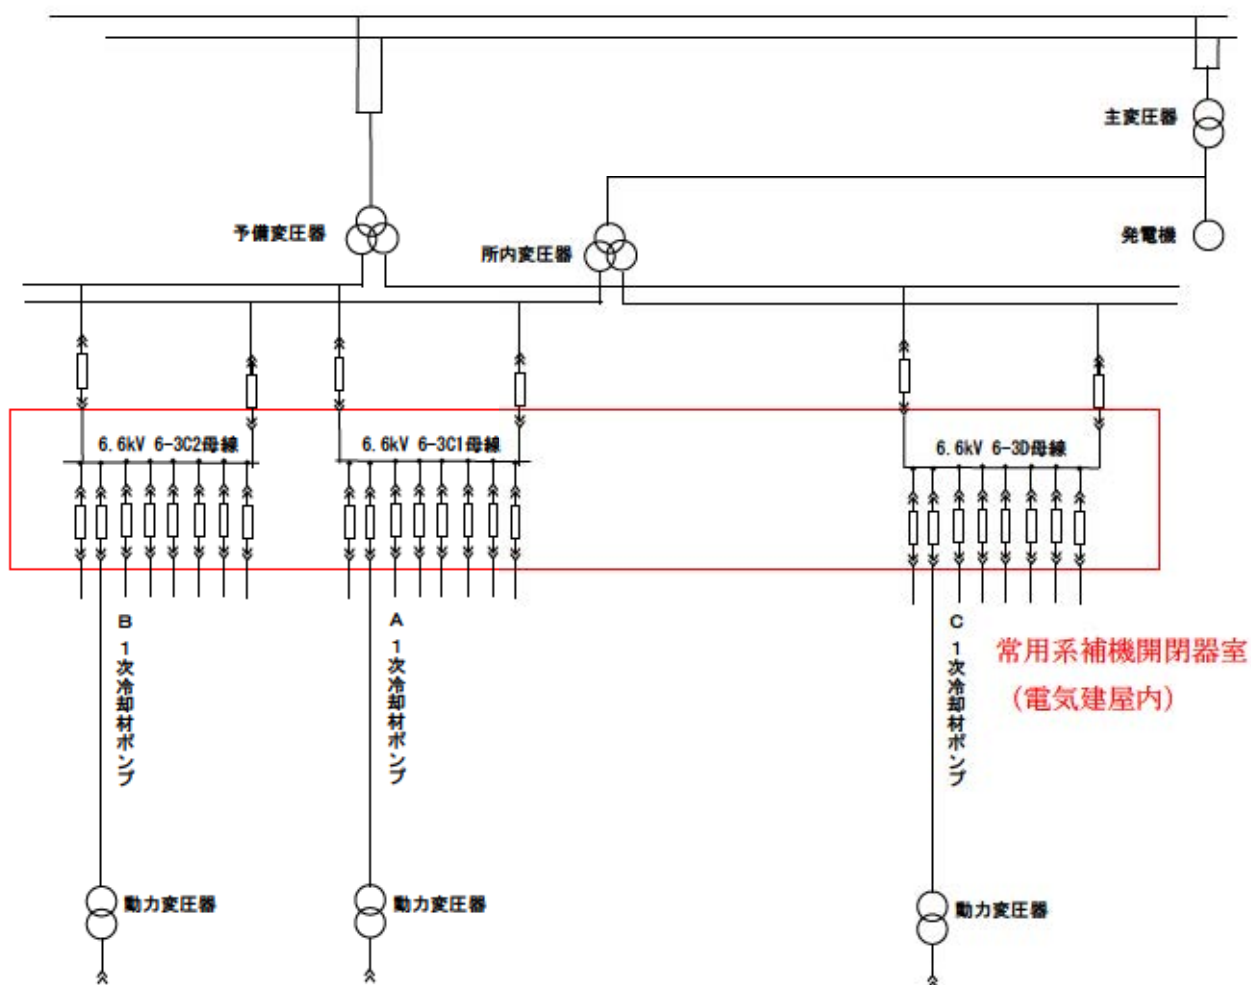 主変圧器
予備変圧器
所内変圧器
発電機
6.6kV 6-3C2母線
6.6kV 6-3C1母線
6.6kV 6-3D母線
B 1次冷却材ポンプ
A 1次冷却材ポンプ
C 1次冷却材ポンプ
常用系補機開閉器室
（電気建屋内）
動力変圧器
動力変圧器
動力変圧器